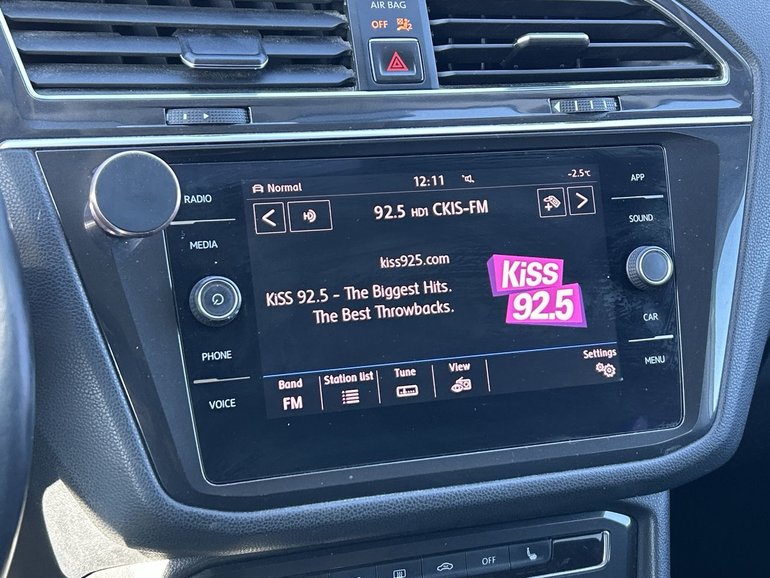 AIR BAG
OFF
2
RADIO
MEDIA
PHONE
VOICE
Normal
12:11
-2.5°C
92.5 HD1 CKIS-FM
kiss925.com
KiSS 92.5 - The Biggest Hits.
The Best Throwbacks.
KiSS
92.5
Band
FM
Station list
Tune
View
Settings
APP
SOUND
CAR
MENU
OFF